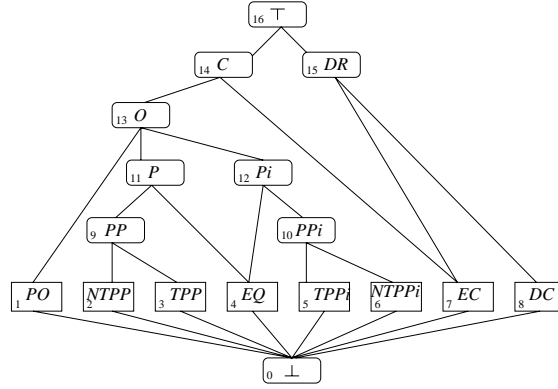 16 ⊤
14 C
15 DR
13 O
11 P
12 Pi
9 PP
10 PPi
1 PO
2 NTPP
3 TPP
4 EQ
5 TPPi
6 NTPPi
7 EC
8 DC
0 ⊥